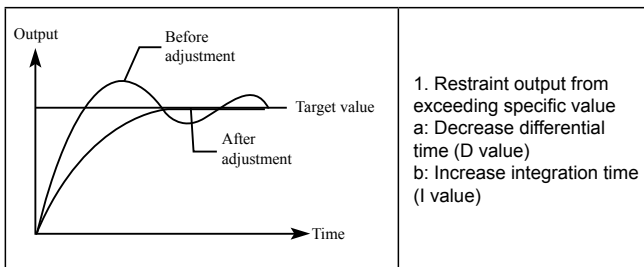 Output
Before
adjustment
Target value
After
adjustment
Time
1. Restraint output from
exceeding specific value
a: Decrease differential
time (D value)
b: Increase integration time
(I value)